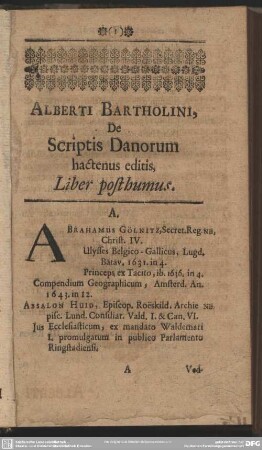 (1)
ALBERTI BARTHOLINI,
De
Scriptis Danorum
hactenus editis,
Liber posthumus.
A.
ABRAHAMUS GÖLNITZ, Secret. Reg.
Christ. IV.
Ulysses Belgico-Gallicus, Lugd,
Batav, 1631. in 4.
Princeps ex Tacito, ib. 1636, in 4.
Compendium Geographicum, Amsterd. An.
1643. in 12.
ABSALON HUID, Episcop. Roëskild. Archie
pisc. Lund. Consiliar. Vald. I. & Can. VI.
Jus Ecclesiasticum, ex mandato Waldemari
I. promulgatum in publico Parlamento
Ringstadiensi.
A
Ved-
DFG